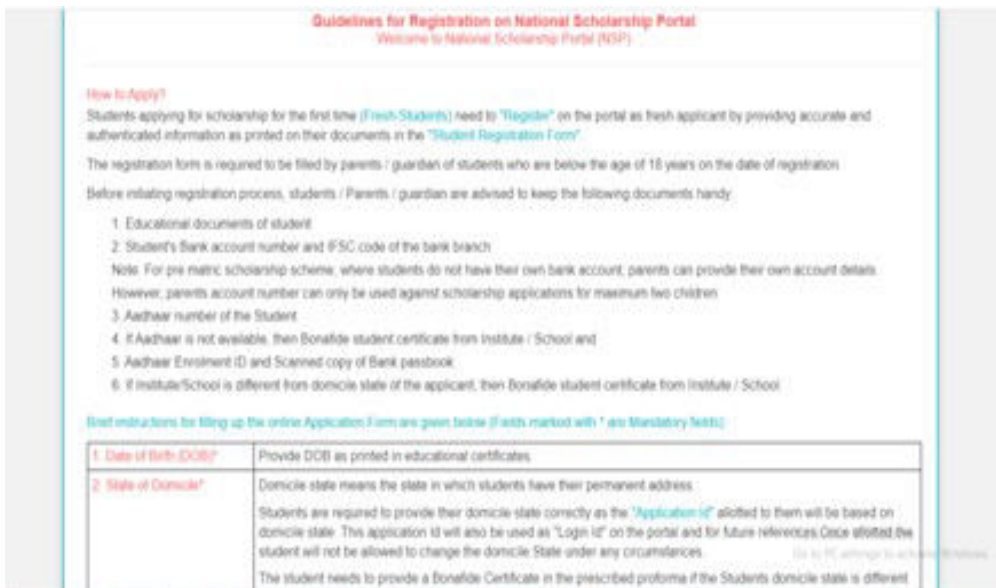 Guidelines for Registration on National Scholarship Portal
Welcome to National Scholarship Portal (NSP)
How to Apply?
Students applying for scholarship for the first time (Fresh Students) need to "Register" on the portal as fresh applicant by providing accurate and
authenticated information as printed on their documents in the "Student Registration Form"
The registration form is required to be filled by parents / guardian of students who are below the age of 18 years on the date of registration
Before initiating registration process, students / Parents / guardian are advised to keep the following documents handy
1. Educational documents of student
2. Student's Bank account number and IFSC code of the bank branch
Note: For pre matric scholarship scheme, where students do not have their own bank account, parents can provide their own account details.
However, parents account number can only be used against scholarship applications for maximum two children
3. Aadhaar number of the Student
4. If Aadhaar is not available, then Bonafide student certificate from Institute / School and
5. Aadhaar Enrolment ID and Scanned copy of Bank passbook
6. If Institute/School is different from domicile state of the applicant, then Bonafide student certificate from Institute / School
Brief instructions for filling up the online Application Form are given below (Fields marked with * are Mandatory fields)
1. Date of Birth (DOB)*
Provide DOB as printed in educational certificates
2. State of Domicile*
Domicile state means the state in which students have their permanent address
Students are required to provide their domicile state correctly as the "Application Id" allotted to them will be based on
domicile state. This application id will also be used as "Login Id" on the portal and for future references.Once allotted the
student will not be allowed to change the domicile State under any circumstances
Go to PC settings to activate Windows.
The student needs to provide a Bonafide Certificate in the prescribed proforma if the Students domicile state is different